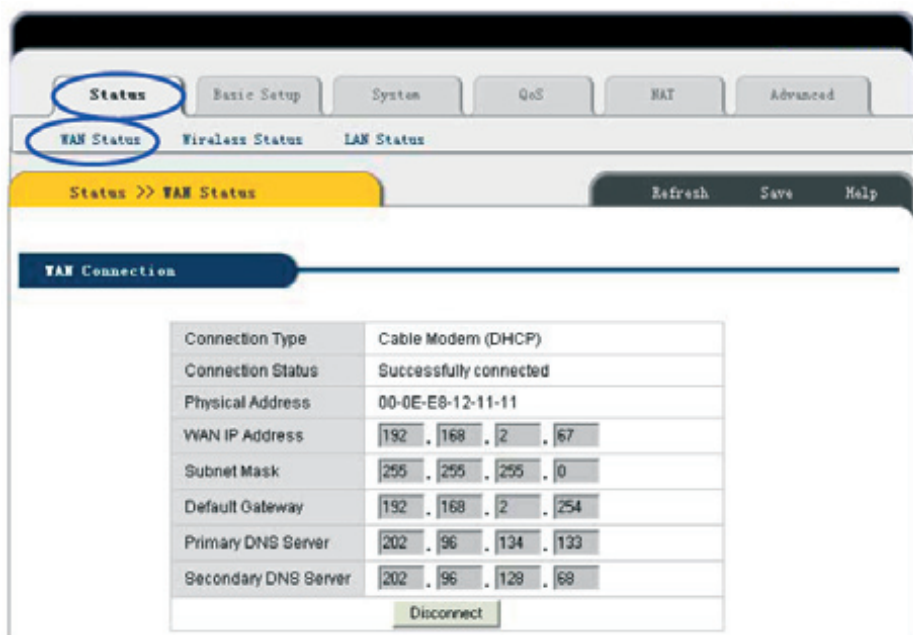 Status Basic Setup System QoS NAT Advanced
WAN Status Wireless Status LAN Status
Status >> WAN Status Refresh Save Help
WAN Connection
Connection Type Cable Modem (DHCP)
Connection Status Successfully connected
Physical Address 00-0E-E8-12-11-11
WAN IP Address 192 . 168 . 2 . 67
Subnet Mask 255 . 255 . 255 . 0
Default Gateway 192 . 168 . 2 . 254
Primary DNS Server 202 . 96 . 134 . 133
Secondary DNS Server 202 . 96 . 128 . 68
Disconnect